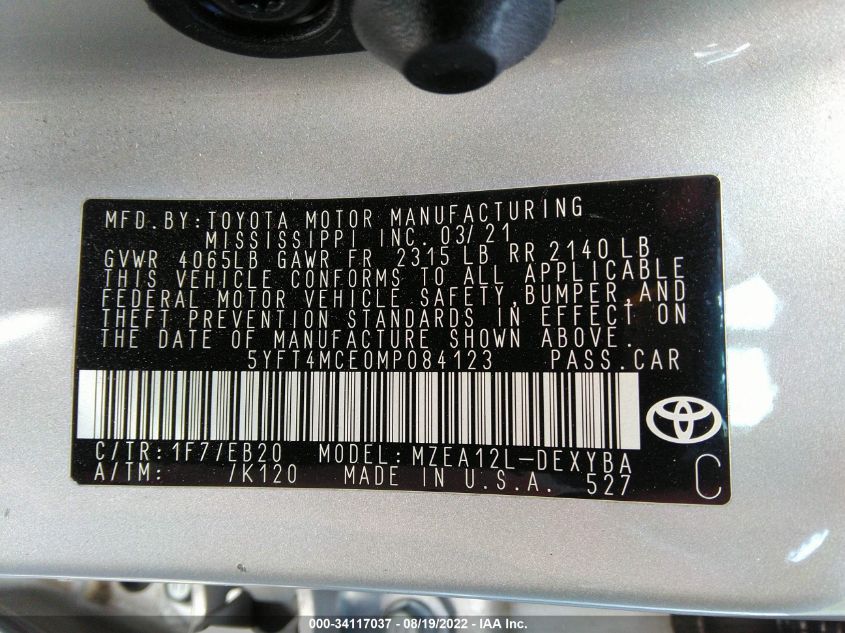 MFD.BY:TOYOTA MOTOR MANUFACTURING
MISSISSIPPI INC. 03/21
GVWR 4065LB GAWR FR 2315 LB RR 2140 LB
THIS VEHICLE CONFORMS TO ALL APPLICABLE
FEDERAL MOTOR VEHICLE SAFETY,BUMPER,AND
THEFT PREVENTION STANDARDS IN EFFECT ON
THE DATE OF MANUFACTURE SHOWN ABOVE.
5YFT4MCE0MP084123 PASS.CAR
C/TR:1F7/EB20 MODEL:MZEA12L-DEXYBA
A/TM: /K120 MADE IN U.S.A. 527 C
000-34117037 - 08/19/2022 - IAA Inc.